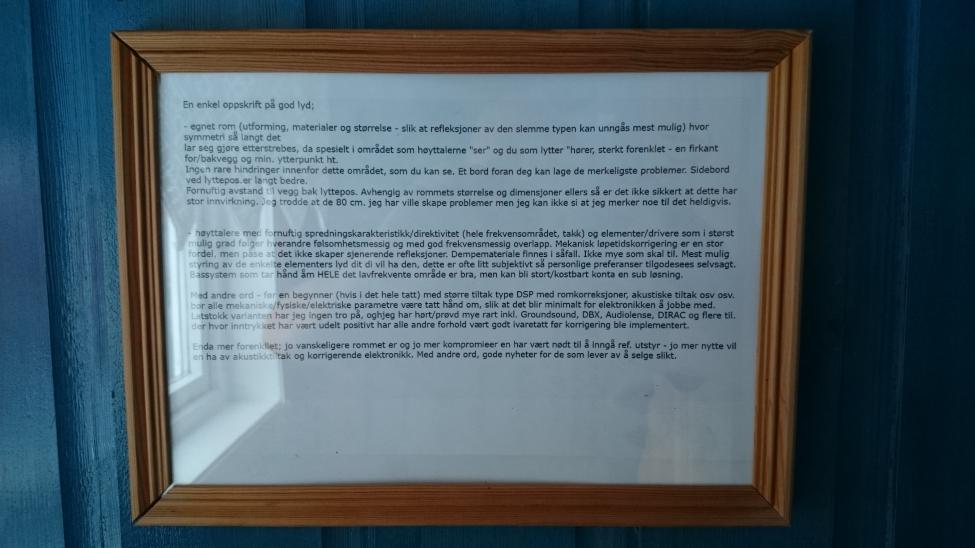 En enkel oppskrift på god lyd;
- egnet rom (utforming, materialer og størrelse - slik at refleksjoner av den slemme typen kan unngås mest mulig) hvor
symmetri så langt det
lar seg gjøre etterstrebes, da spesielt i området som høyttalerne "ser" og du som lytter "hører, sterkt forenklet - en firkant
for/bakvegg og min. ytterpunkt ht.
Ingen rare hindringer innenfor dette området, som du kan se. Et bord foran deg kan lage de merkeligste problemer. Sidebord
ved lyttepos.er langt bedre.
Fornuftig avstand til vegg bak lyttepos. Avhengig av rommets størrelse og dimensjoner ellers så er det ikke sikkert at dette har
stor innvirkning. Jeg trodde at de 80 cm. jeg har ville skape problemer men jeg kan ikke si at jeg merker noe til det heldigvis.
- høyttalere med fornuftig spredningskarakteristikk/direktivitet (hele frekvensområdet, takk) og elementer/drivere som i størst
mulig grad følger hverandre følsomhetsmessig og med god frekvensmessig overlapp. Mekanisk løpetidskorrigering er en stor
fordel, men påse at det ikke skaper sjenerende refleksjoner. Dempemateriale finnes i såfall. Ikke mye som skal til. Mest mulig
styring av de enkelte elementers lyd dit di vil ha den, dette er ofte litt subjektivt så personlige preferanser tilgodesees selvsagt.
Bassystem som tar hånd åm HELE det lavfrekvente område er bra, men kan bli stort/kostbart konta en sub løsning.
Med andre ord - før en begynner (hvis i det hele tatt) med større tiltak type DSP med romkorreksjoner, akustiske tiltak osv osv.
bør alle mekaniske/fysiske/elektriske parametre være tatt hånd om, slik at det blir minimalt for elektronikken å jobbe med.
Latstokk varianten har jeg ingen tro på, oghjeg har hørt/prøvd mye rart inkl. Groundsound, DBX, Audiolense, DIRAC og flere til.
der hvor inntrykket har vært udelt positivt har alle andre forhold vært godt ivaretatt før korrigering ble implementert.
Enda mer forenklet; jo vanskeligere rommet er og jo mer kompromieer en har vært nødt til å inngå ref. utstyr - jo mer nytte vil
en ha av akustikktiltak og korrigerende elektronikk. Med andre ord, gode nyheter for de som lever av å selge slikt.